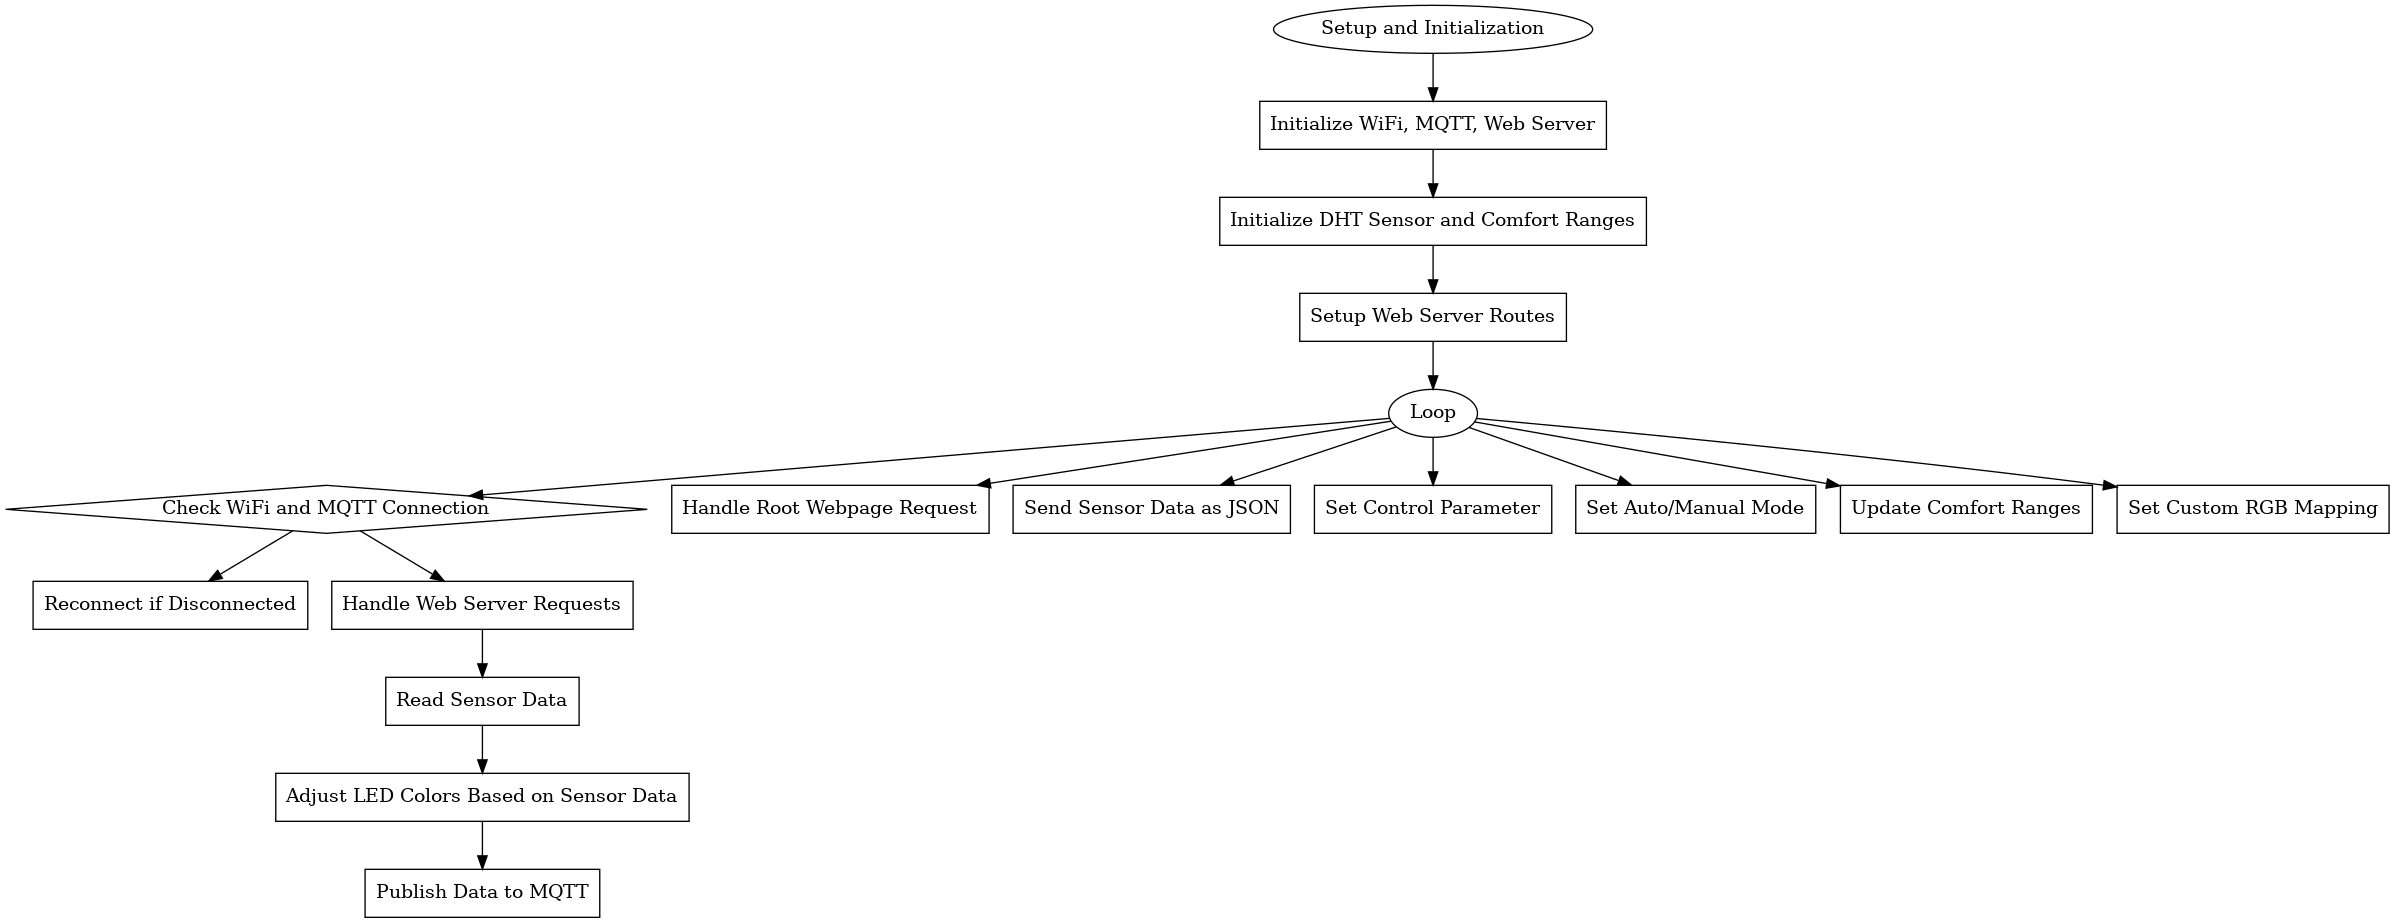 Setup and Initialization
Initialize WiFi, MQTT, Web Server
Initialize DHT Sensor and Comfort Ranges
Setup Web Server Routes
Loop
Check WiFi and MQTT Connection
Handle Root Webpage Request
Send Sensor Data as JSON
Set Control Parameter
Set Auto/Manual Mode
Update Comfort Ranges
Set Custom RGB Mapping
Reconnect if Disconnected
Handle Web Server Requests
Read Sensor Data
Adjust LED Colors Based on Sensor Data
Publish Data to MQTT